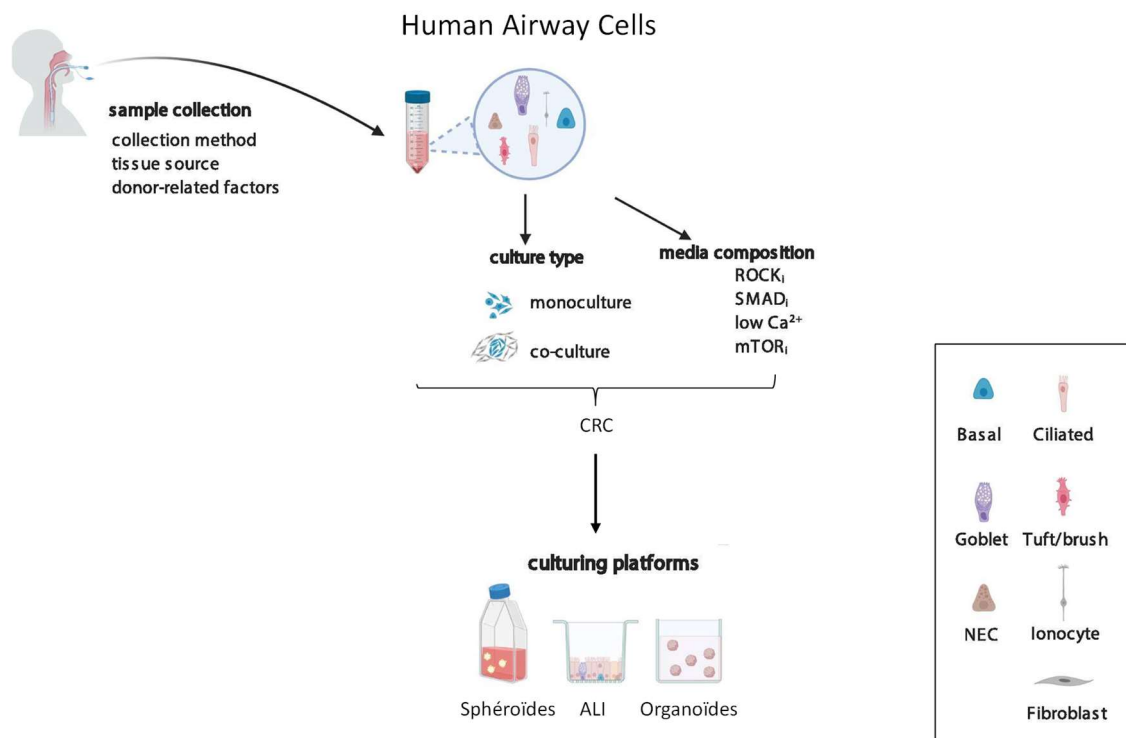 Human Airway Cells
sample collection
collection method
tissue source
donor-related factors
culture type
monoculture
co-culture
media composition
ROCKᵢ
SMADᵢ
low Ca²⁺
mTORᵢ
CRC
culturing platforms
Sphéroïdes ALI Organoïdes
Basal Ciliated
Goblet Tuft/brush
NEC Ionocyte
Fibroblast